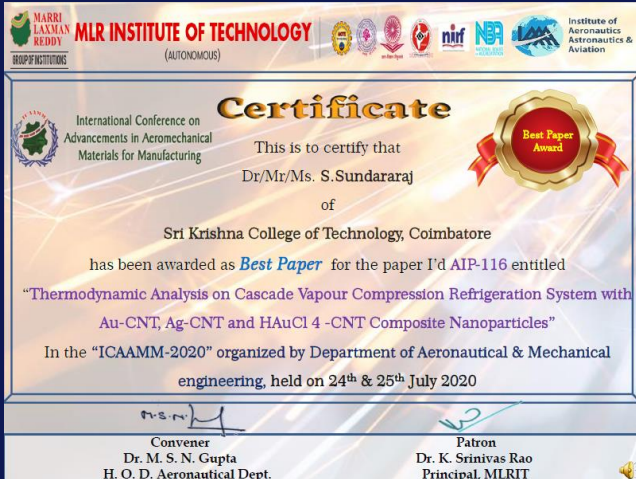 MARRI
LAXMAN
REDDY
GROUP OF INSTITUTIONS
MLR INSTITUTE OF TECHNOLOGY
(AUTONOMOUS)
nirf
NBA
Institute of
Aeronautics
Astronautics &
Aviation
ICAAMM
International Conference on
Advancements in Aeromechanical
Materials for Manufacturing
Certificate
Best Paper
Award
This is to certify that
Dr/Mr/Ms. S.Sundararaj
of
Sri Krishna College of Technology, Coimbatore
has been awarded as Best Paper for the paper I'd AIP-116 entitled
"Thermodynamic Analysis on Cascade Vapour Compression Refrigeration System with
Au-CNT, Ag-CNT and HAuCl 4 -CNT Composite Nanoparticles"
In the "ICAAMM-2020" organized by Department of Aeronautical & Mechanical
engineering, held on 24th & 25th July 2020
M.S.N.
Convener
Dr. M. S. N. Gupta
H. O. D. Aeronautical Dept.
Patron
Dr. K. Srinivas Rao
Principal, MLRIT